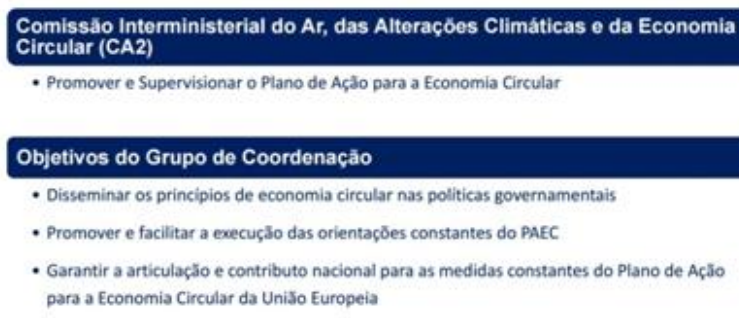 Comissão Interministerial do Ar, das Alterações Climáticas e da Economia
Circular (CA2)
• Promover e Supervisionar o Plano de Ação para a Economia Circular
Objetivos do Grupo de Coordenação
• Disseminar os princípios de economia circular nas políticas governamentais
• Promover e facilitar a execução das orientações constantes do PAEC
• Garantir a articulação e contributo nacional para as medidas constantes do Plano de Ação
para a Economia Circular da União Europeia